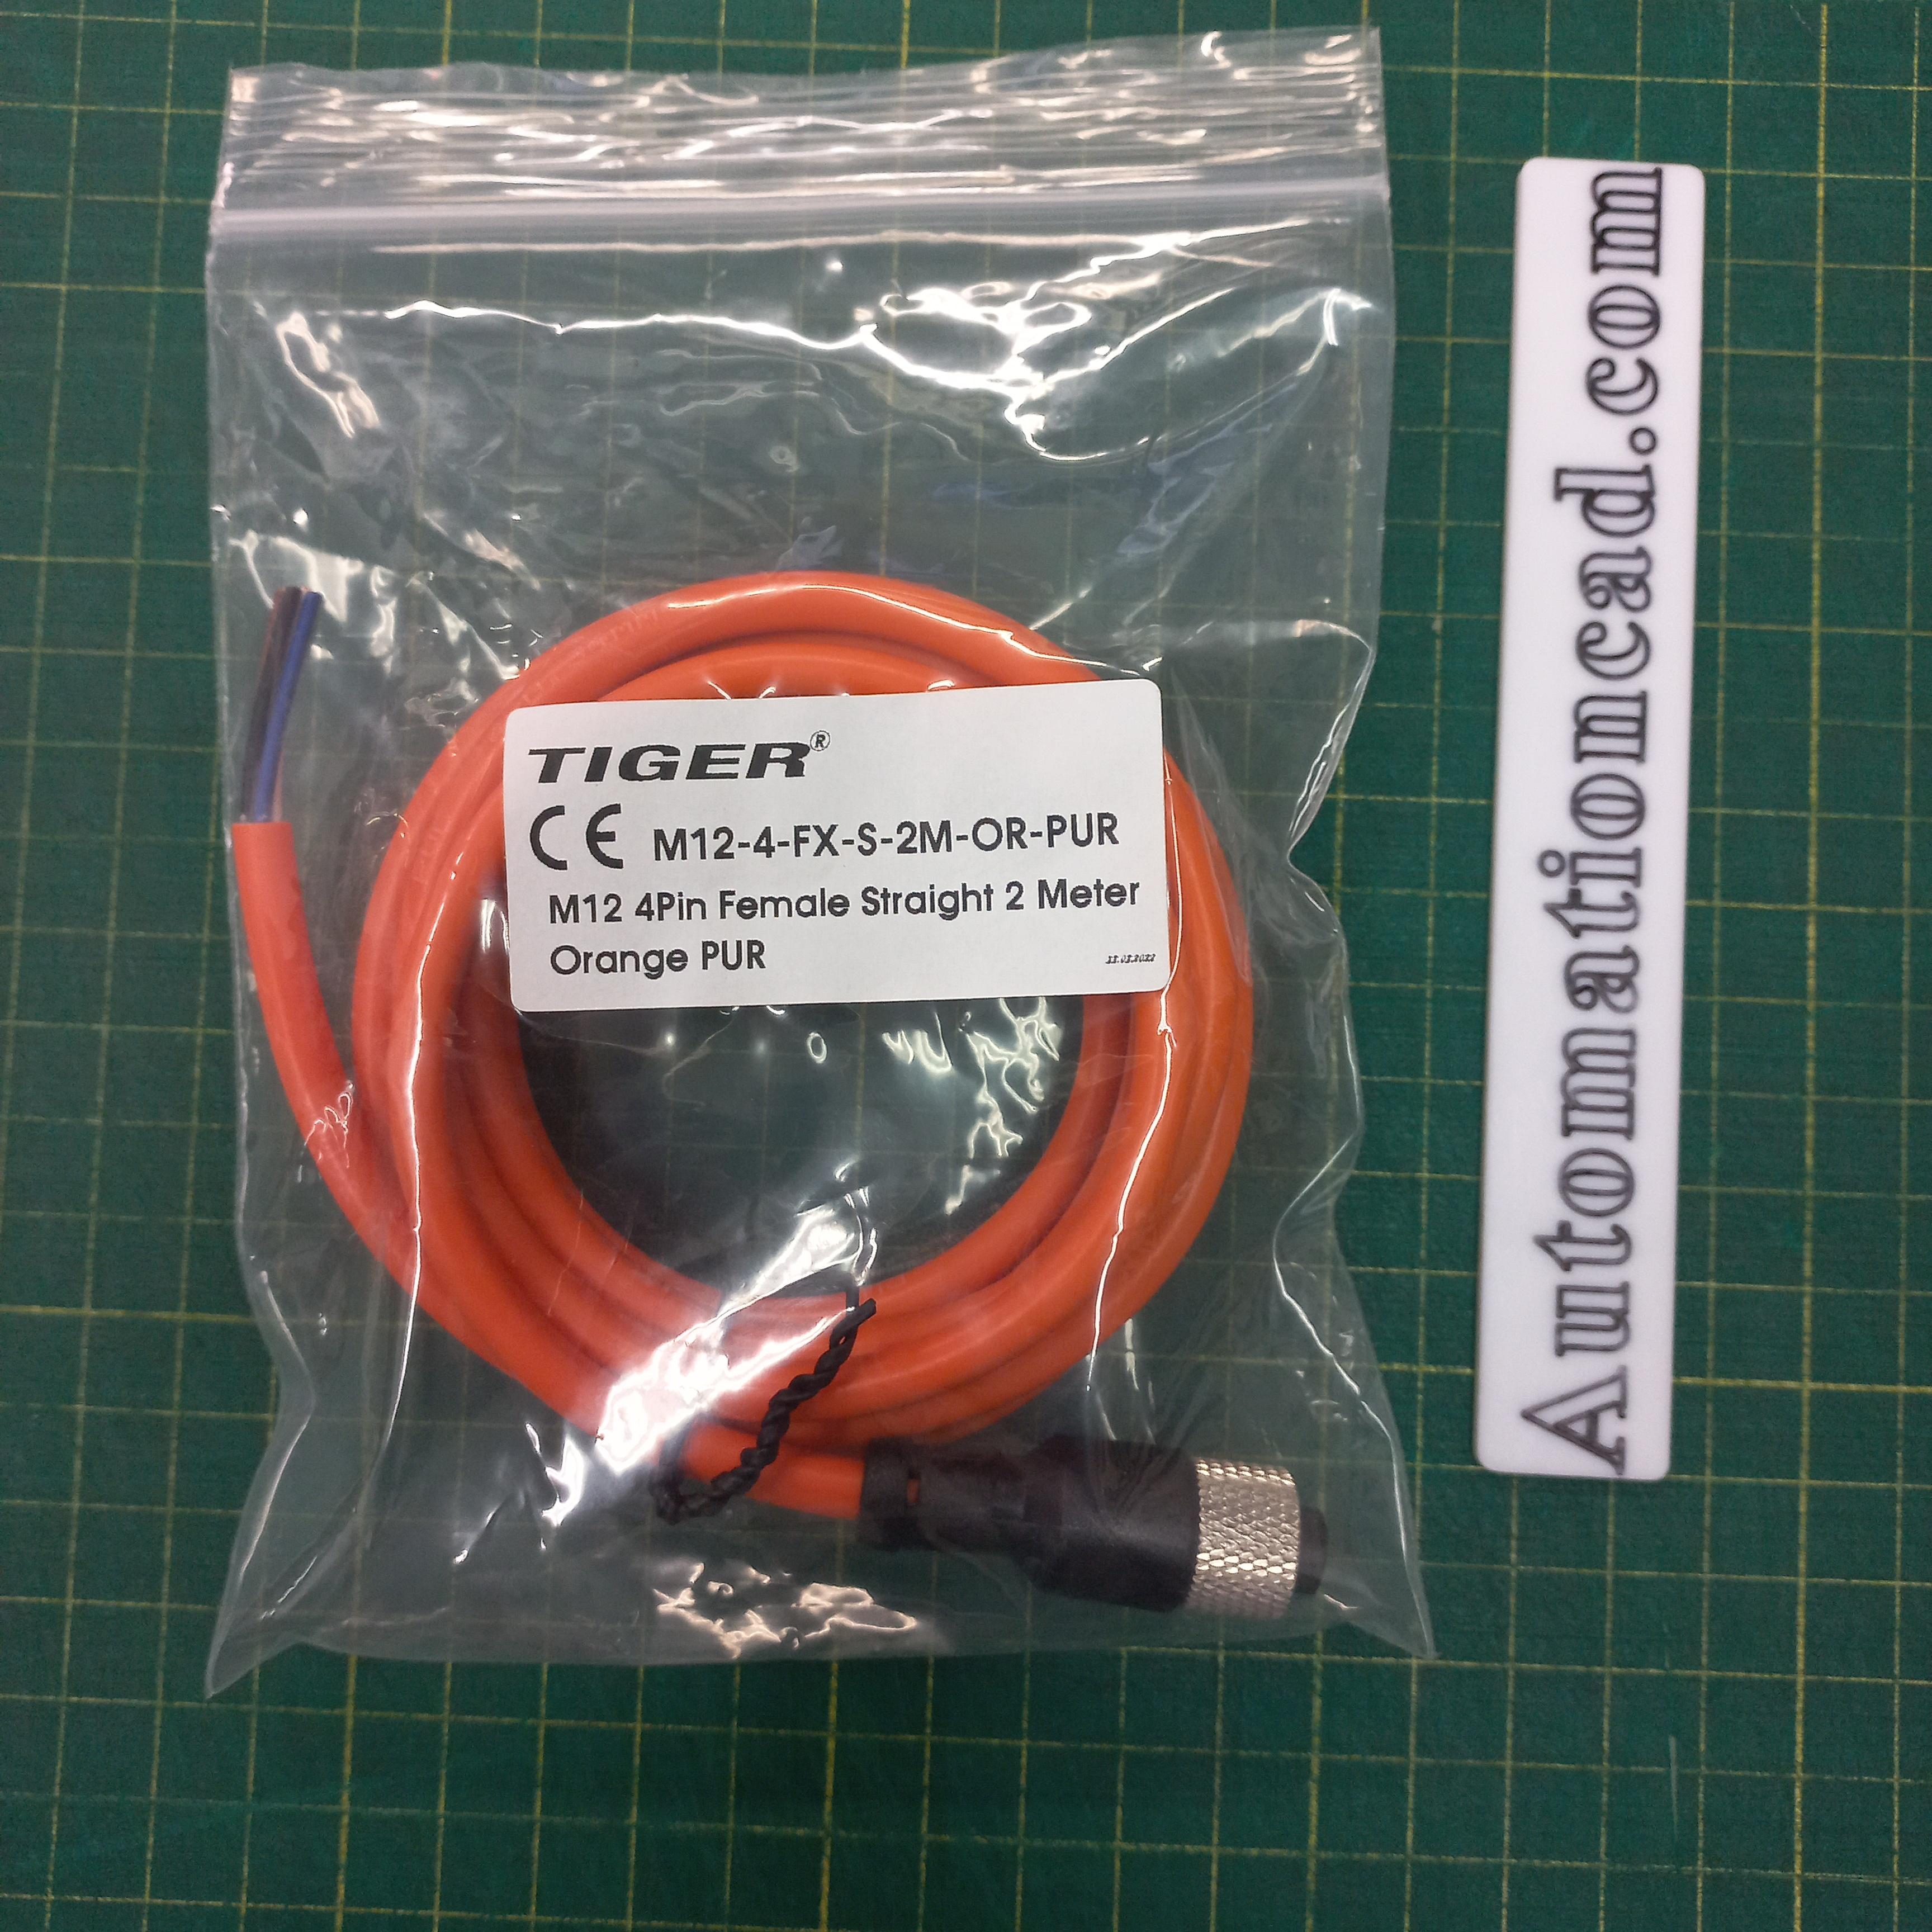 TIGER®
CE M12-4-FX-S-2M-OR-PUR
M12 4Pin Female Straight 2 Meter
Orange PUR
Automationcad.com